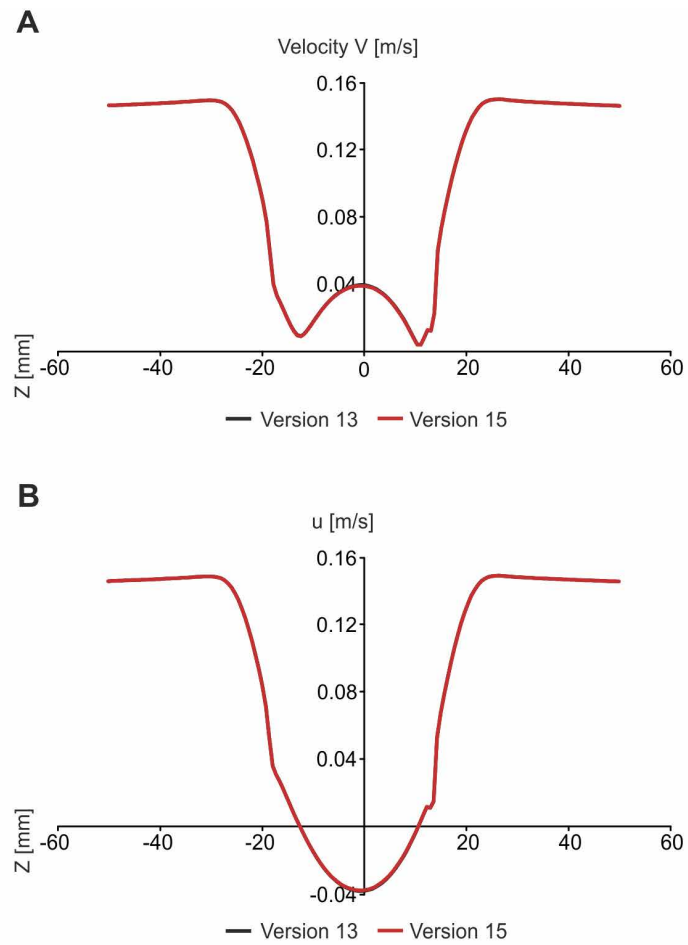 A
Velocity V [m/s]
0.16
0.12
0.08
0.04
Z [mm]
-60 -40 -20 0 20 40 60
Version 13 Version 15
B
u [m/s]
0.16
0.12
0.08
0.04
Z [mm]
-60 -40 -20 20 40 60
-0.04
Version 13 Version 15